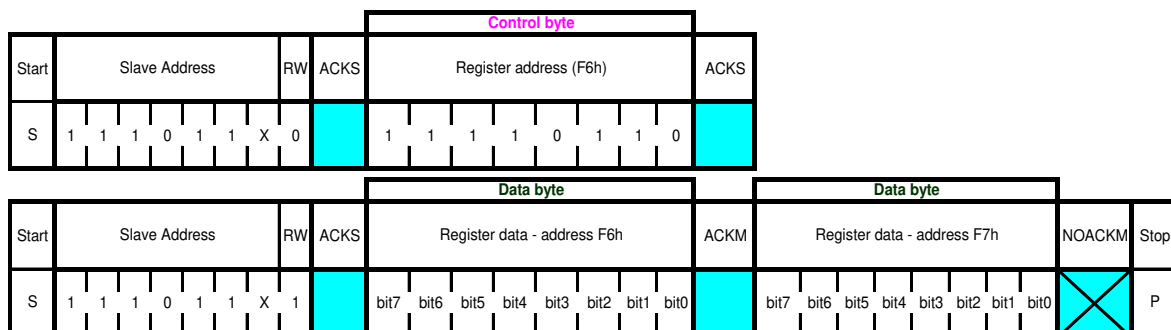 Control byte
Start Slave Address RW ACKS Register address (F6h) ACKS
S 1 1 1 0 1 1 X 0 1 1 1 1 0 1 1 0
Data byte Data byte
Start Slave Address RW ACKS Register data - address F6h ACKM Register data - address F7h NOACKM Stop
S 1 1 1 0 1 1 X 1 bit7 bit6 bit5 bit4 bit3 bit2 bit1 bit0 bit7 bit6 bit5 bit4 bit3 bit2 bit1 bit0 P